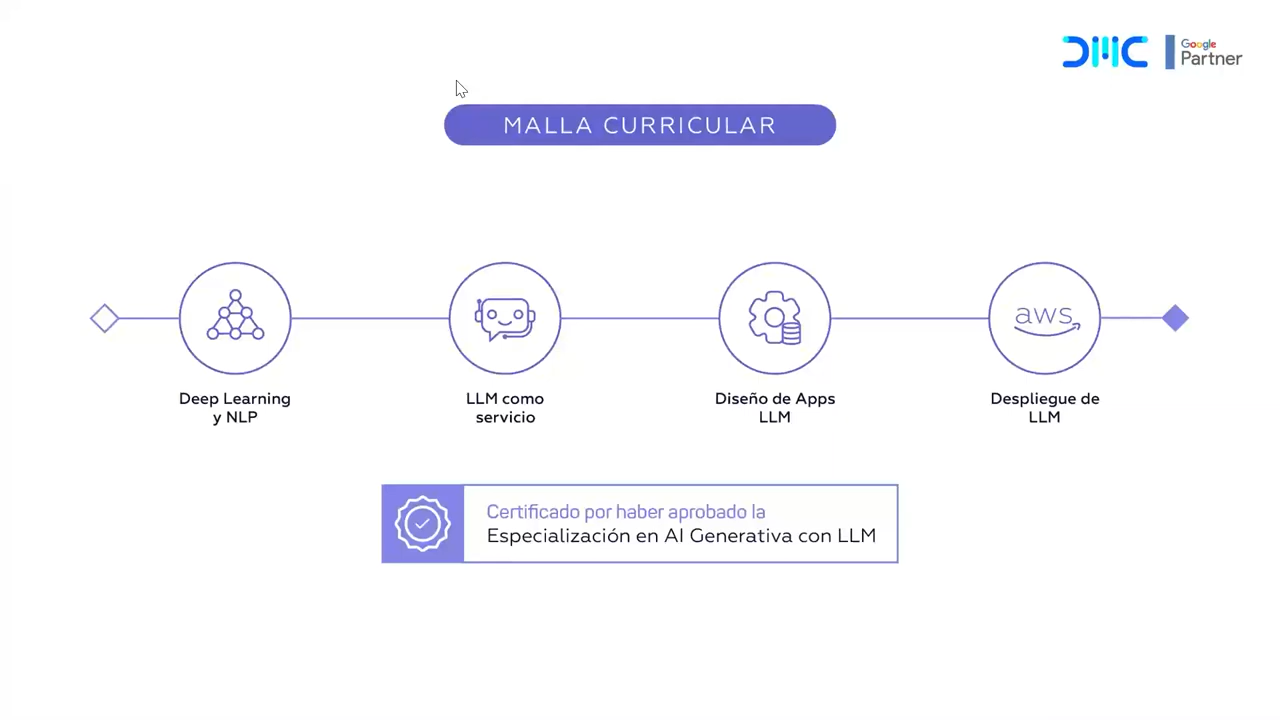 DMC
Google
Partner
MALLA CURRICULAR
aws
Deep Learning
y NLP
LLM como
servicio
Diseño de Apps
LLM
Despliegue de
LLM
Certificado por haber aprobado la
Especialización en AI Generativa con LLM